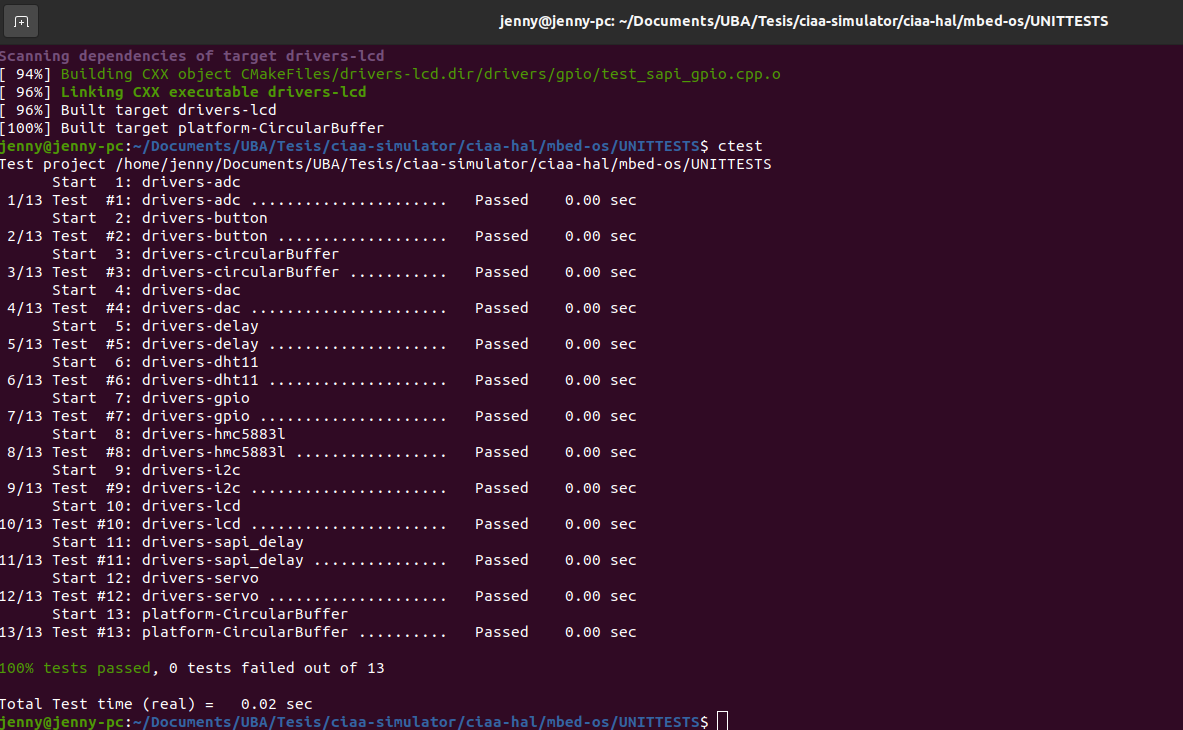 jenny@jenny-pc: ~/Documents/UBA/Tesis/ciaa-simulator/ciaa-hal/mbed-os/UNITTESTS
Scanning dependencies of target drivers-lcd
[ 94%] Building CXX object CMakeFiles/drivers-lcd.dir/drivers/gpio/test_sapi_gpio.cpp.o
[ 96%] Linking CXX executable drivers-lcd
[ 96%] Built target drivers-lcd
[100%] Built target platform-CircularBuffer
jenny@jenny-pc:~/Documents/UBA/Tesis/ciaa-simulator/ciaa-hal/mbed-os/UNITTESTS$ ctest
Test project /home/jenny/Documents/UBA/Tesis/ciaa-simulator/ciaa-hal/mbed-os/UNITTESTS
      Start  1: drivers-adc
 1/13 Test  #1: drivers-adc ......................   Passed    0.00 sec
      Start  2: drivers-button
 2/13 Test  #2: drivers-button ...................   Passed    0.00 sec
      Start  3: drivers-circularBuffer
 3/13 Test  #3: drivers-circularBuffer ...........   Passed    0.00 sec
      Start  4: drivers-dac
 4/13 Test  #4: drivers-dac ......................   Passed    0.00 sec
      Start  5: drivers-delay
 5/13 Test  #5: drivers-delay ....................   Passed    0.00 sec
      Start  6: drivers-dht11
 6/13 Test  #6: drivers-dht11 ....................   Passed    0.00 sec
      Start  7: drivers-gpio
 7/13 Test  #7: drivers-gpio .....................   Passed    0.00 sec
      Start  8: drivers-hmc5883l
 8/13 Test  #8: drivers-hmc5883l .................   Passed    0.00 sec
      Start  9: drivers-i2c
 9/13 Test  #9: drivers-i2c ......................   Passed    0.00 sec
      Start 10: drivers-lcd
10/13 Test #10: drivers-lcd ......................   Passed    0.00 sec
      Start 11: drivers-sapi_delay
11/13 Test #11: drivers-sapi_delay ...............   Passed    0.00 sec
      Start 12: drivers-servo
12/13 Test #12: drivers-servo ....................   Passed    0.00 sec
      Start 13: platform-CircularBuffer
13/13 Test #13: platform-CircularBuffer ..........   Passed    0.00 sec
100% tests passed, 0 tests failed out of 13
Total Test time (real) =   0.02 sec
jenny@jenny-pc:~/Documents/UBA/Tesis/ciaa-simulator/ciaa-hal/mbed-os/UNITTESTS$